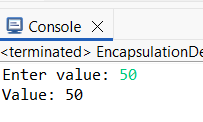 Console
<terminated> EncapsulationDe
Enter value: 50
Value: 50